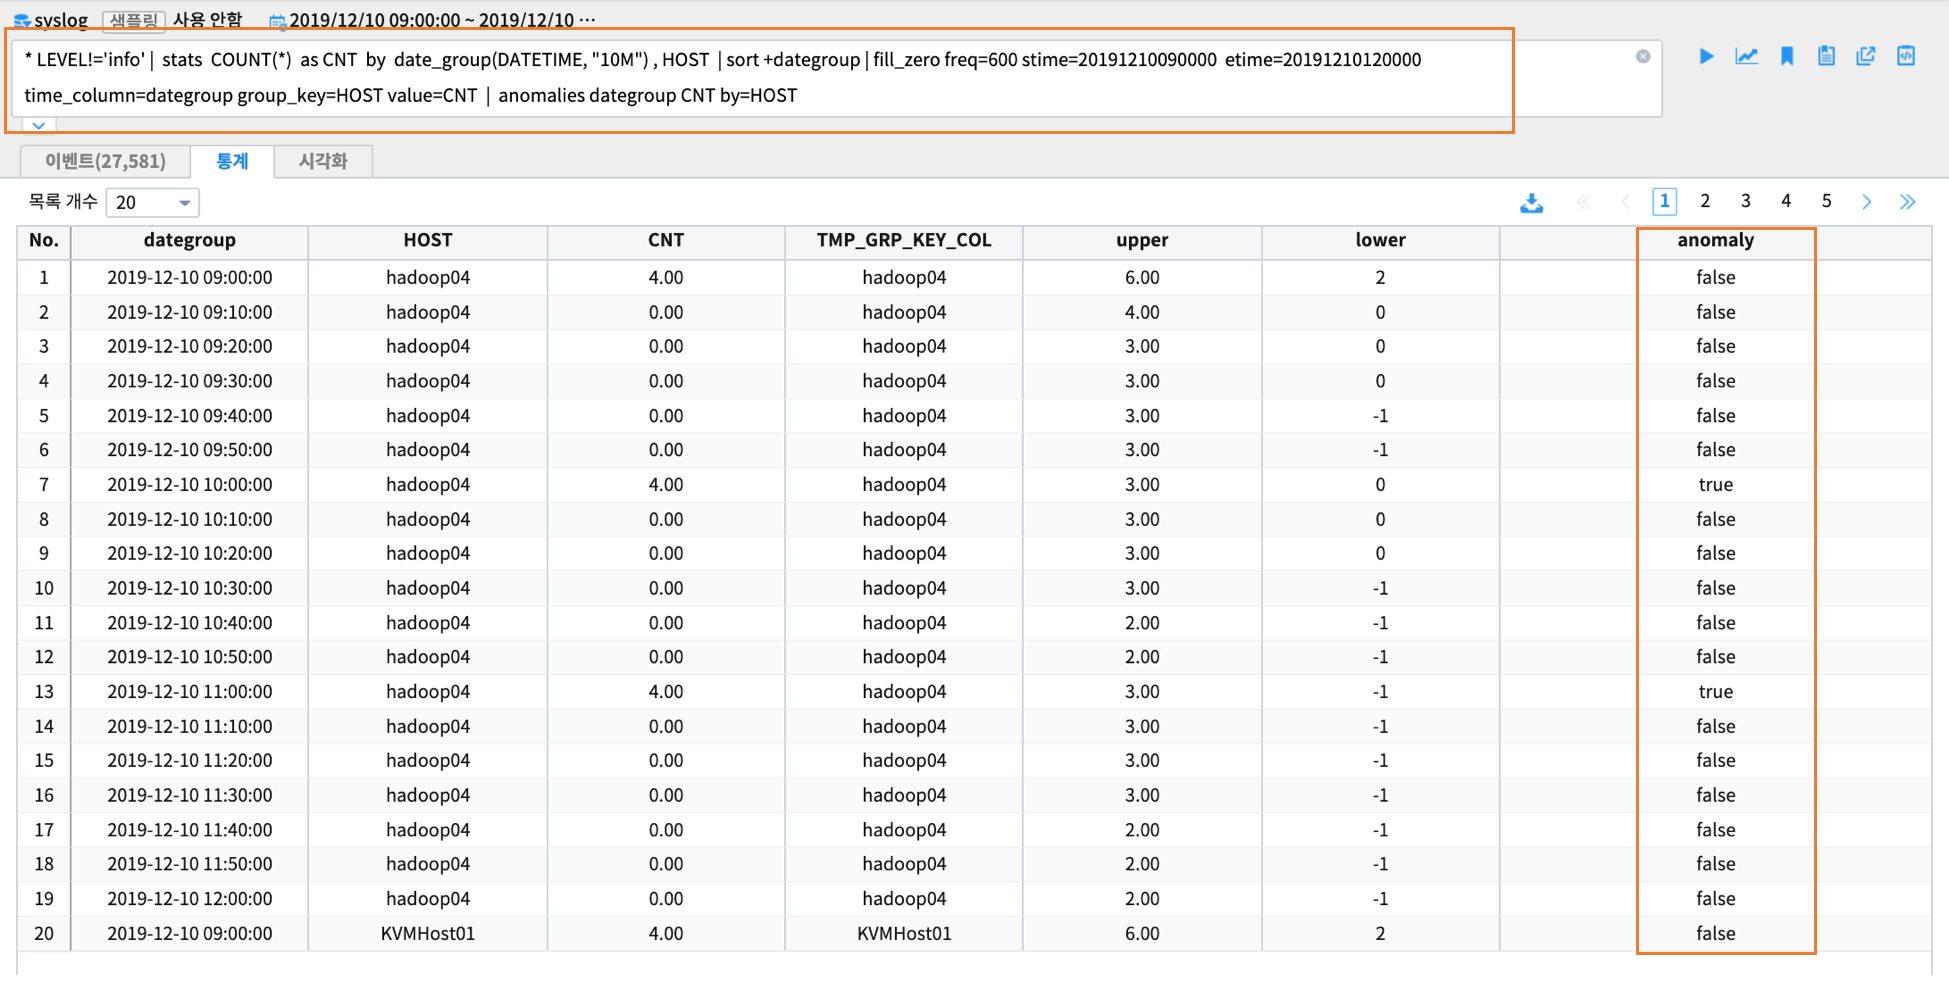 syslog 샘플링 사용 안함 2019/12/10 09:00:00 ~ 2019/12/10 ···
* LEVEL!='info' | stats COUNT(*) as CNT by date_group(DATETIME, "10M") , HOST | sort +dategroup | fill_zero freq=600 stime=20191210090000 etime=20191210120000
time_column=dategroup group_key=HOST value=CNT | anomalies dategroup CNT by=HOST
이벤트(27,581) 통계 시각화
목록 개수 20 1 2 3 4 5
No. dategroup HOST CNT TMP_GRP_KEY_COL upper lower anomaly
1 2019-12-10 09:00:00 hadoop04 4.00 hadoop04 6.00 2 false
2 2019-12-10 09:10:00 hadoop04 0.00 hadoop04 4.00 0 false
3 2019-12-10 09:20:00 hadoop04 0.00 hadoop04 3.00 0 false
4 2019-12-10 09:30:00 hadoop04 0.00 hadoop04 3.00 0 false
5 2019-12-10 09:40:00 hadoop04 0.00 hadoop04 3.00 -1 false
6 2019-12-10 09:50:00 hadoop04 0.00 hadoop04 3.00 -1 false
7 2019-12-10 10:00:00 hadoop04 4.00 hadoop04 3.00 0 true
8 2019-12-10 10:10:00 hadoop04 0.00 hadoop04 3.00 0 false
9 2019-12-10 10:20:00 hadoop04 0.00 hadoop04 3.00 0 false
10 2019-12-10 10:30:00 hadoop04 0.00 hadoop04 3.00 -1 false
11 2019-12-10 10:40:00 hadoop04 0.00 hadoop04 2.00 -1 false
12 2019-12-10 10:50:00 hadoop04 0.00 hadoop04 2.00 -1 false
13 2019-12-10 11:00:00 hadoop04 4.00 hadoop04 3.00 -1 true
14 2019-12-10 11:10:00 hadoop04 0.00 hadoop04 3.00 -1 false
15 2019-12-10 11:20:00 hadoop04 0.00 hadoop04 3.00 -1 false
16 2019-12-10 11:30:00 hadoop04 0.00 hadoop04 3.00 -1 false
17 2019-12-10 11:40:00 hadoop04 0.00 hadoop04 2.00 -1 false
18 2019-12-10 11:50:00 hadoop04 0.00 hadoop04 2.00 -1 false
19 2019-12-10 12:00:00 hadoop04 0.00 hadoop04 2.00 -1 false
20 2019-12-10 09:00:00 KVMHost01 4.00 KVMHost01 6.00 2 false